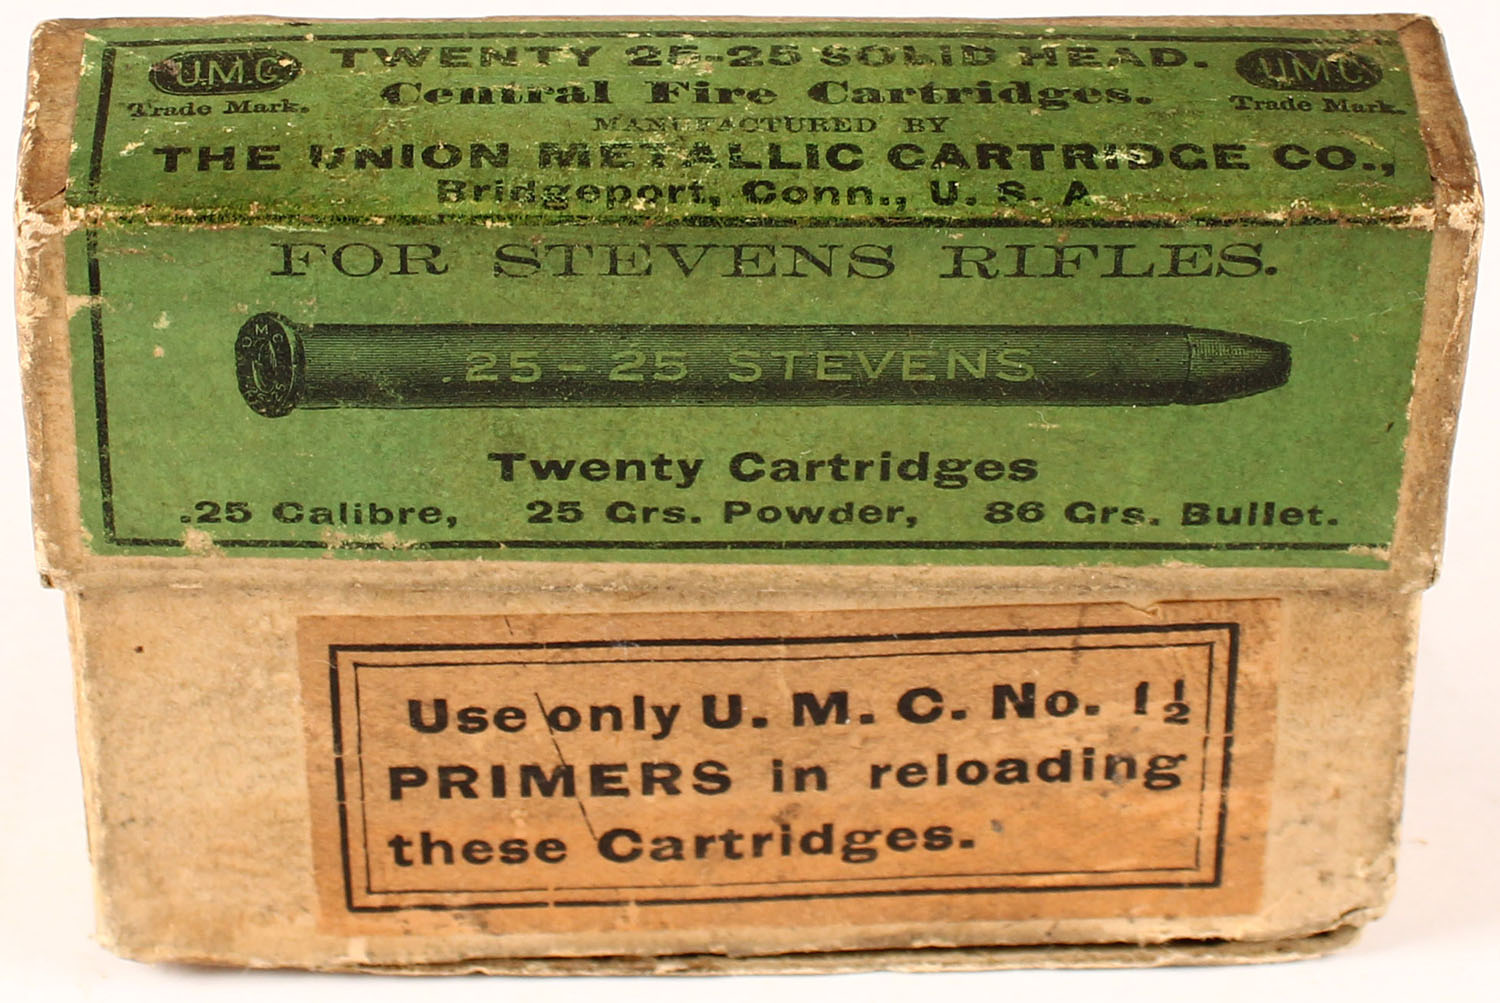 U.M.C.
Trade Mark.
TWENTY 25-25 SOLID HEAD.
Central Fire Cartridges.
U.M.C.
Trade Mark.
MANUFACTURED BY
THE UNION METALLIC CARTRIDGE CO.,
Bridgeport, Conn., U. S. A
FOR STEVENS RIFLES.
U M C
.25-25 STEVENS
Twenty Cartridges
.25 Calibre, 25 Grs. Powder, 86 Grs. Bullet.
Use only U. M. C. No. 1½
PRIMERS in reloading
these Cartridges.